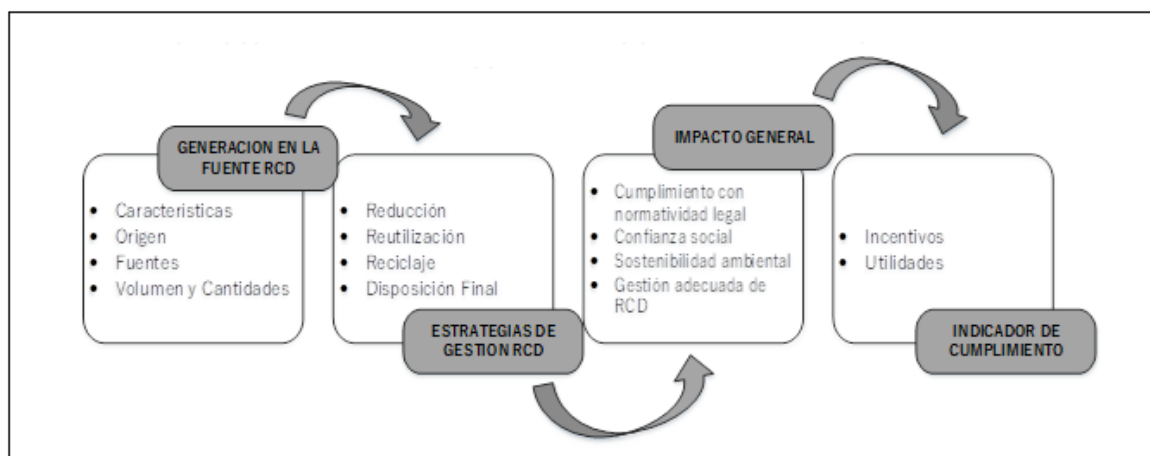 GENERACION EN LA
FUENTE RCD
• Caracteristicas
• Origen
• Fuentes
• Volumen y Cantidades
• Reducción
• Reutilización
• Reciclaje
• Disposición Final
ESTRATEGIAS DE
GESTION RCD
IMPACTO GENERAL
• Cumplimiento con
normatividad legal
• Confianza social
• Sostenibilidad ambiental
• Gestión adecuada de
RCD
• Incentivos
• Utilidades
INDICADOR DE
CUMPLIMIENTO